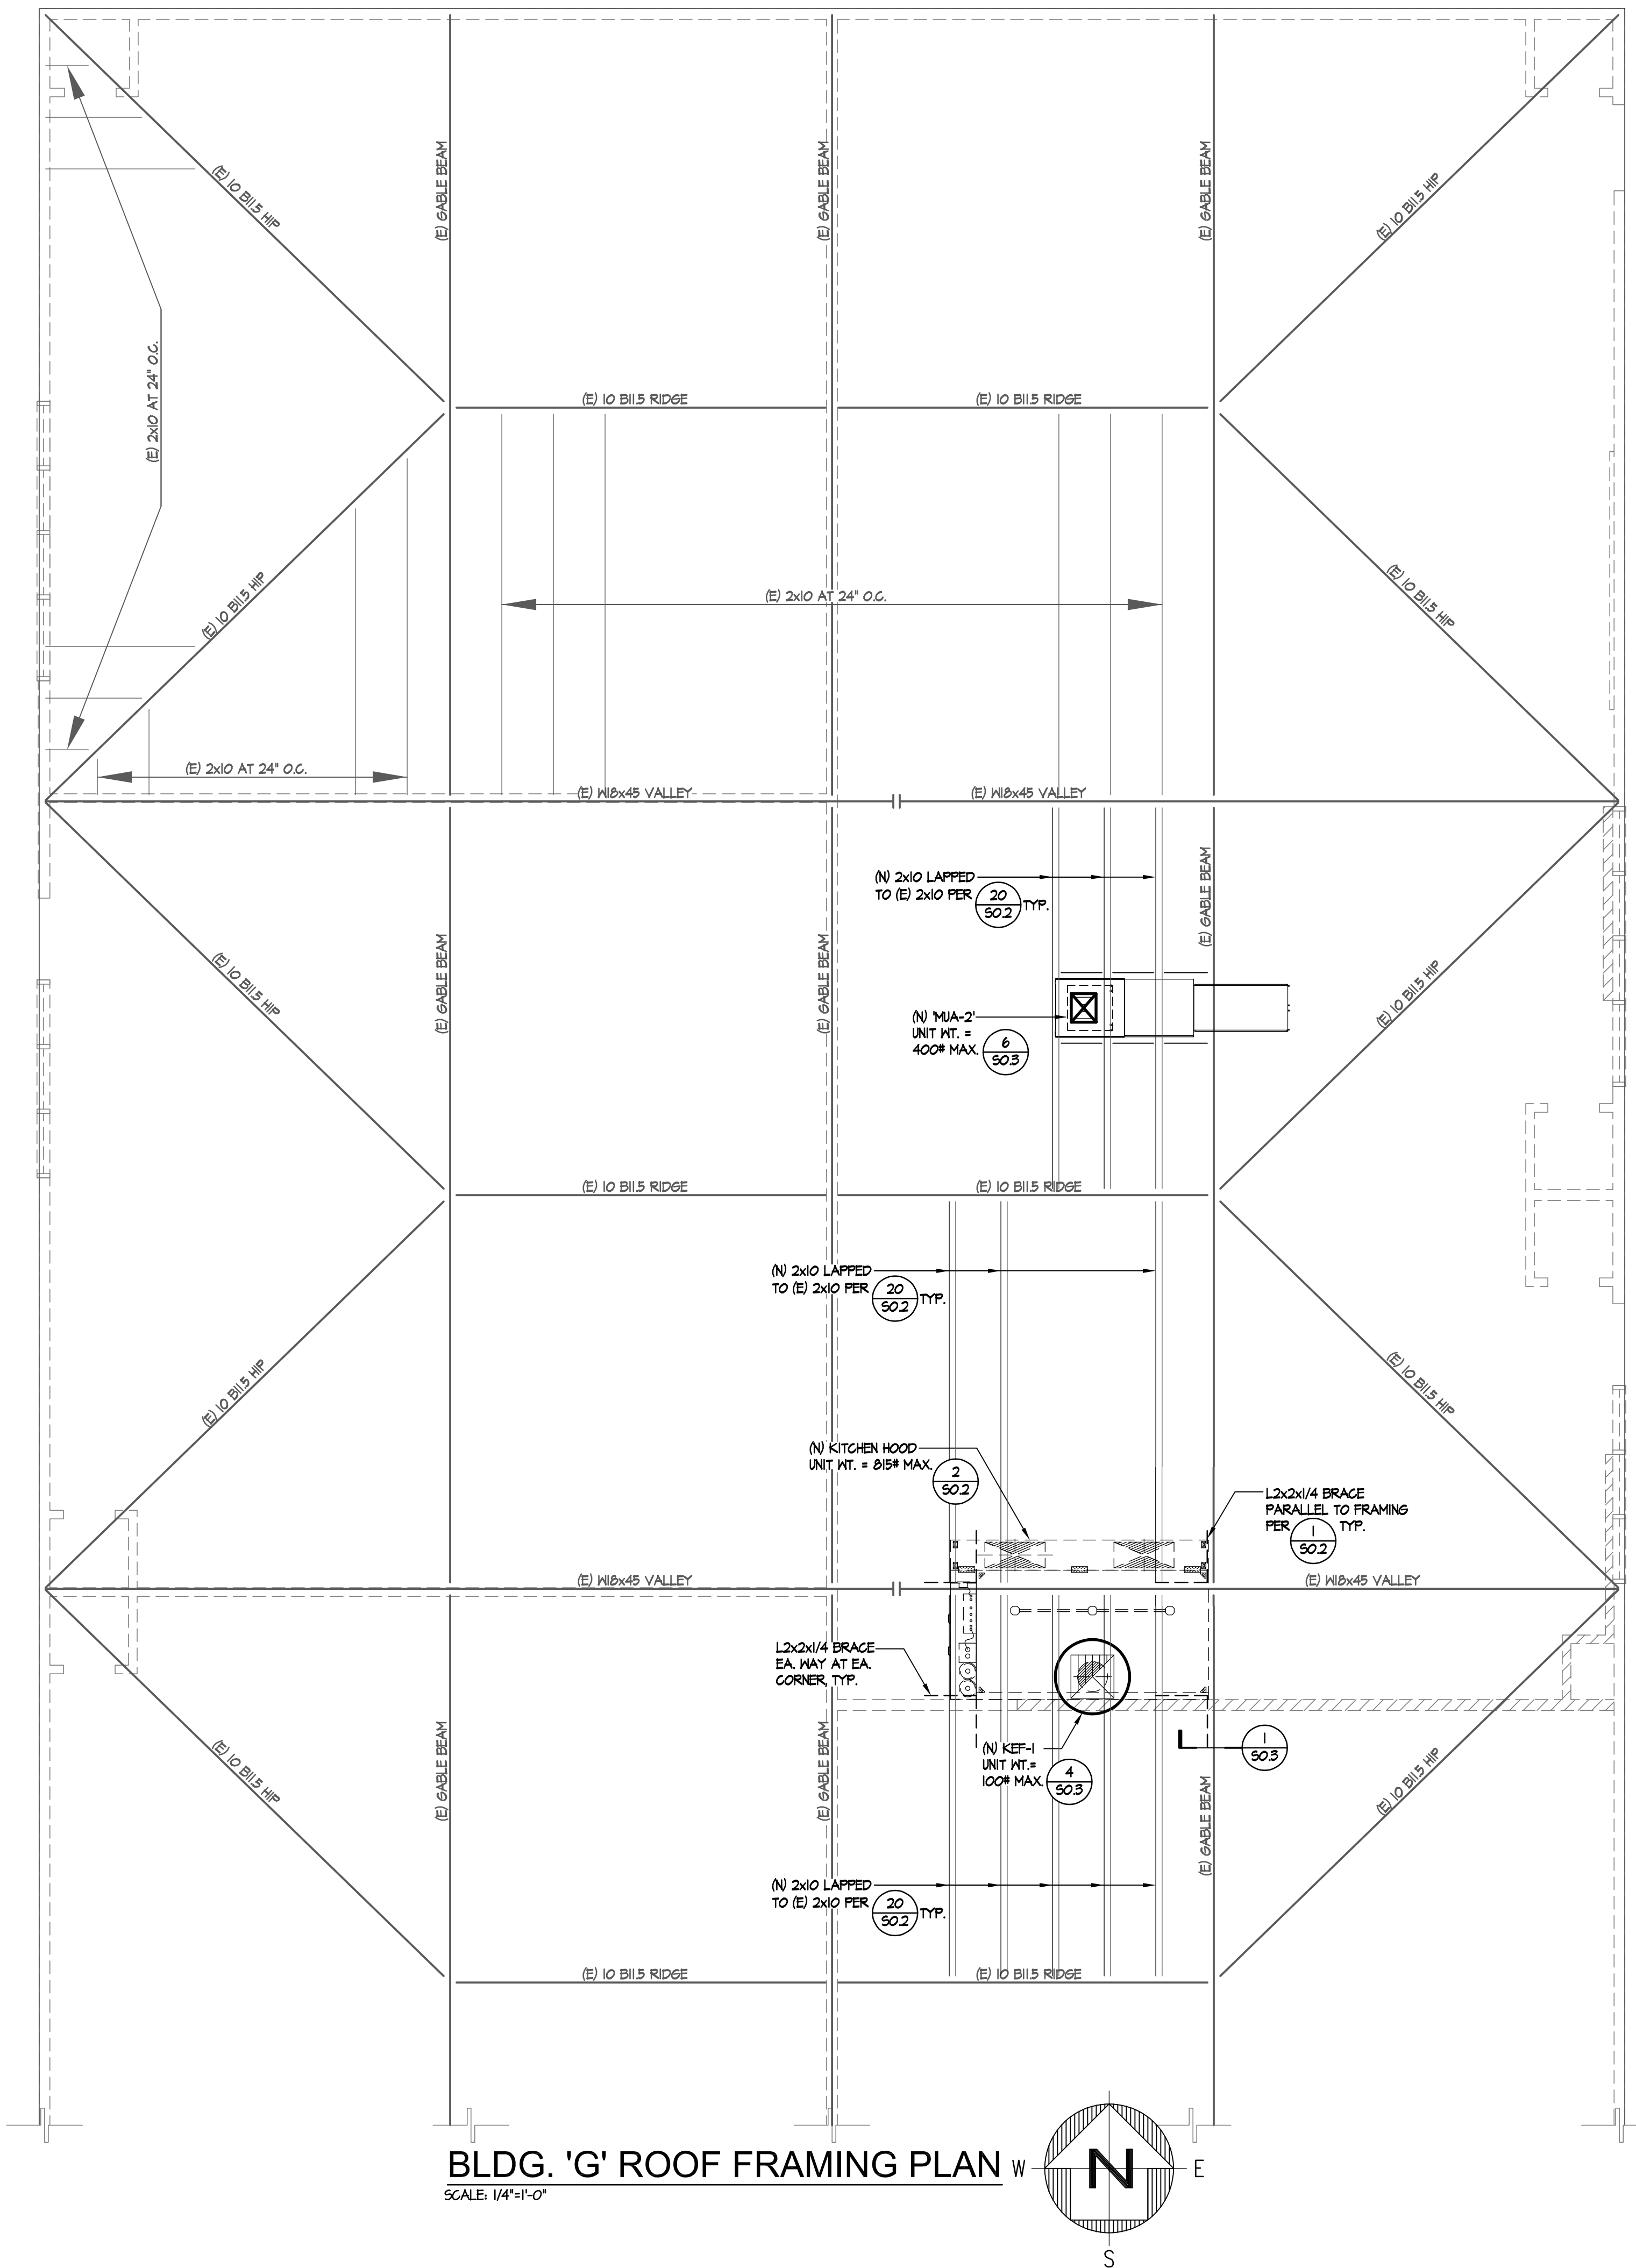 (E) GABLE BEAM
(E) GABLE BEAM
(E) GABLE BEAM
(E) 10 B11.5 HIP
(E) 10 B11.5 HIP
(E) 2x10 AT 24" O.C.
(E) 10 B11.5 RIDGE
(E) 10 B11.5 RIDGE
(E) 10 B11.5 HIP
(E) 2x10 AT 24" O.C.
(E) 10 B11.5 HIP
(E) 2x10 AT 24" O.C.
(E) W18x45 VALLEY
(E) W18x45 VALLEY
(N) 2x10 LAPPED
TO (E) 2x10 PER
20
S0.2
TYP.
(E) GABLE BEAM
(E) GABLE BEAM
(E) GABLE BEAM
(E) 10 B11.5 HIP
(E) 10 B11.5 HIP
(N) 'MUA-2'
UNIT WT. =
400# MAX.
6
S0.3
(E) 10 B11.5 RIDGE
(E) 10 B11.5 RIDGE
(N) 2x10 LAPPED
TO (E) 2x10 PER
20
S0.2
TYP.
(E) 10 B11.5 HIP
(E) 10 B11.5 HIP
(N) KITCHEN HOOD
UNIT WT. = 815# MAX.
2
S0.2
L2x2x1/4 BRACE
PARALLEL TO FRAMING
PER
1
S0.2
TYP.
(E) W18x45 VALLEY
(E) W18x45 VALLEY
L2x2x1/4 BRACE
EA. WAY AT EA.
CORNER, TYP.
(N) KEF-1
UNIT WT.=
100# MAX.
4
S0.3
1
S0.3
(E) 10 B11.5 HIP
(E) GABLE BEAM
(E) GABLE BEAM
(E) GABLE BEAM
(E) 10 B11.5 HIP
(N) 2x10 LAPPED
TO (E) 2x10 PER
20
S0.2
TYP.
(E) 10 B11.5 RIDGE
(E) 10 B11.5 RIDGE
BLDG. 'G' ROOF FRAMING PLAN
SCALE: 1/4"=1'-0"
W
N
E
S